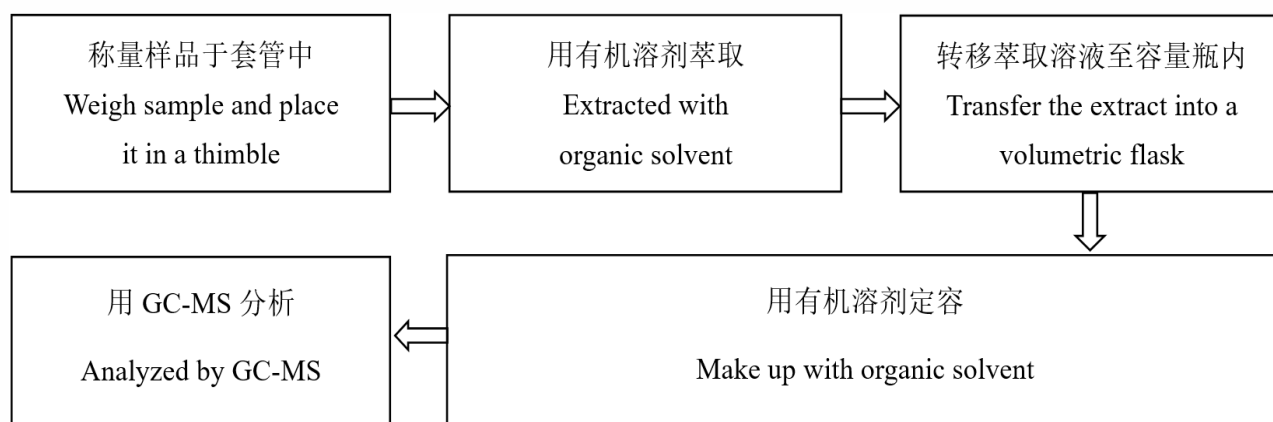 称量样品于套管中
Weigh sample and place
it in a thimble
用有机溶剂萃取
Extracted with
organic solvent
转移萃取溶液至容量瓶内
Transfer the extract into a
volumetric flask
用 GC-MS 分析
Analyzed by GC-MS
用有机溶剂定容
Make up with organic solvent